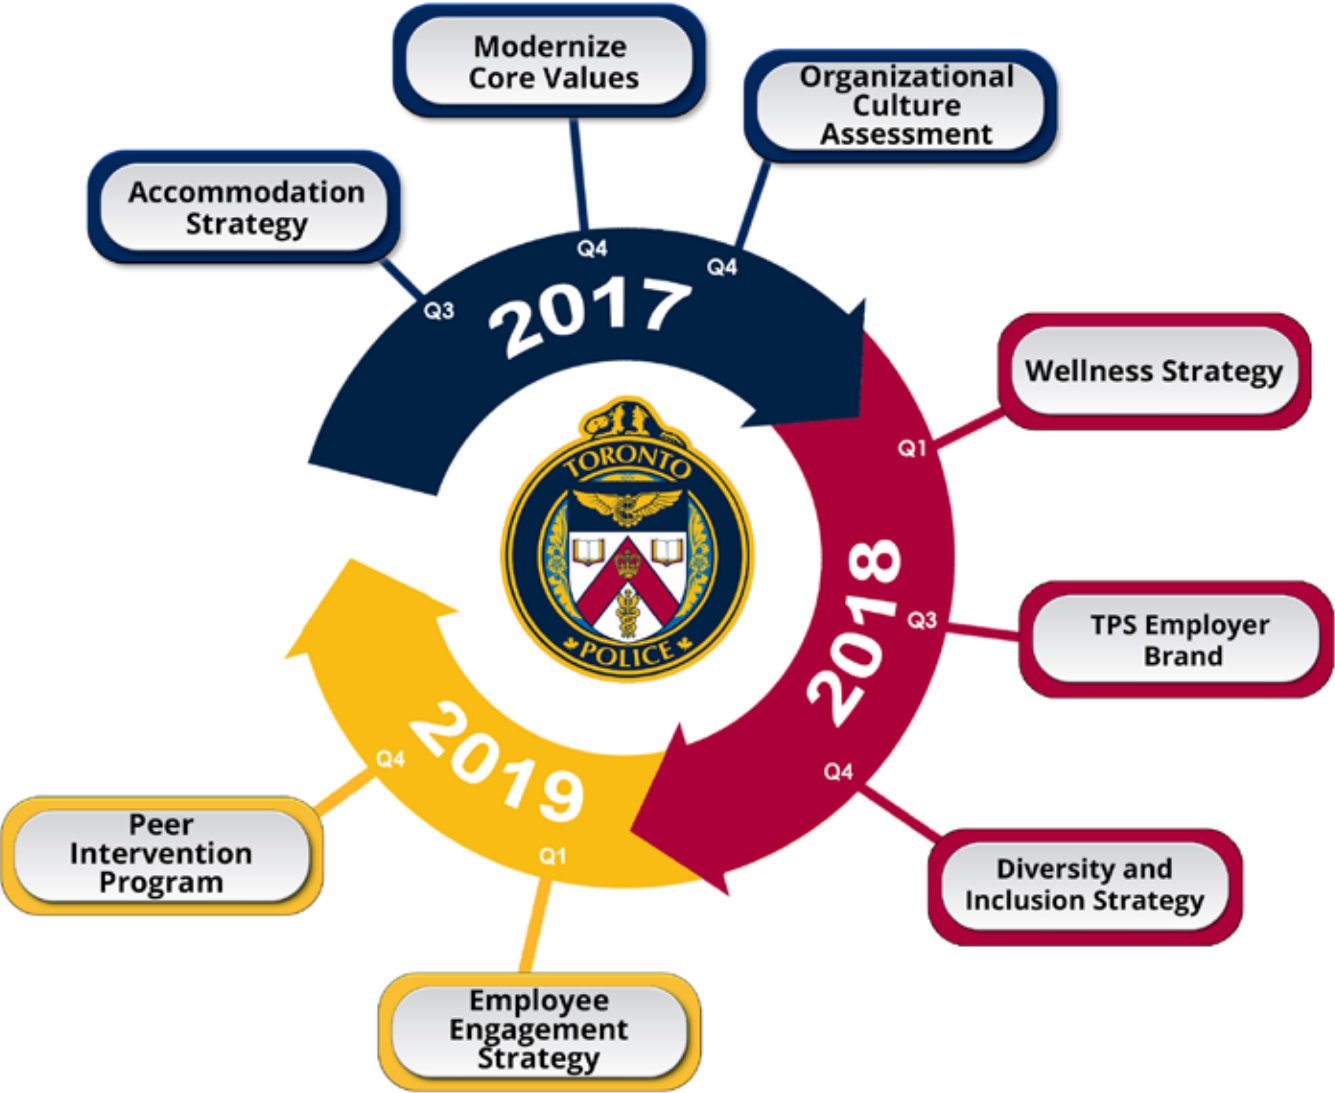 Modernize
Core Values
Organizational
Culture
Assessment
Accommodation
Strategy
Q3
Q4
Q4
2017
Wellness Strategy
Q1
TPS Employer
Brand
Q3
2018
Q4
Diversity and
Inclusion Strategy
TORONTO
POLICE
2019
Q1
Employee
Engagement
Strategy
Q4
Peer
Intervention
Program